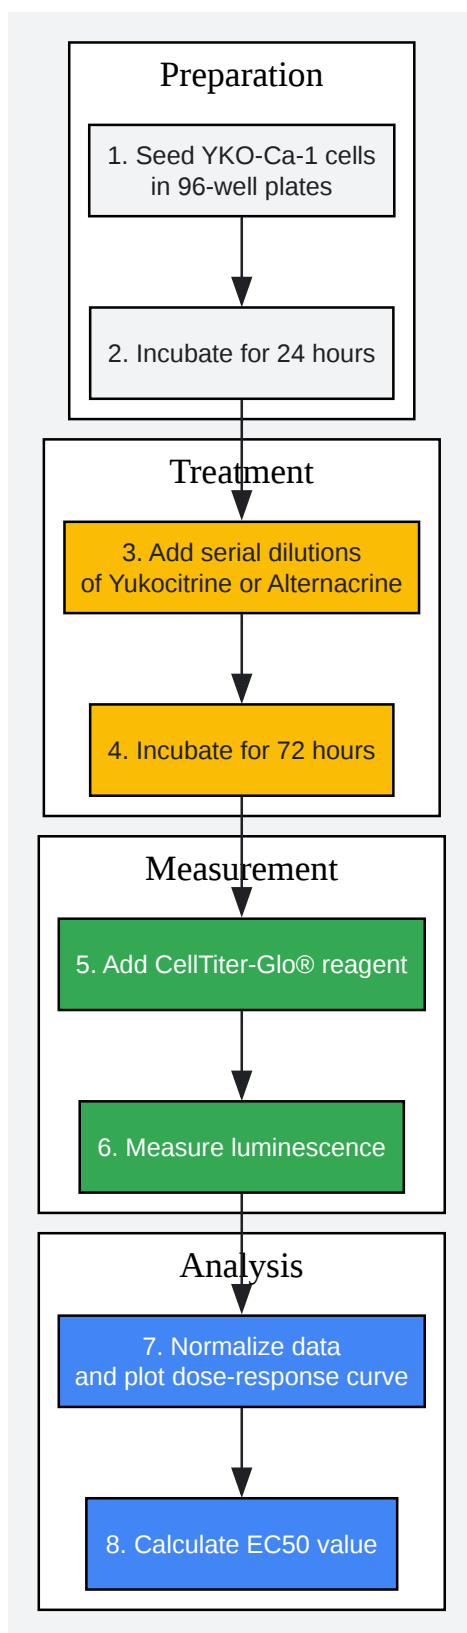 Preparation
1. Seed YKO-Ca-1 cells
in 96-well plates
2. Incubate for 24 hours
Treatment
3. Add serial dilutions
of Yukocitrine or Alternacrine
4. Incubate for 72 hours
Measurement
5. Add CellTiter-Glo® reagent
6. Measure luminescence
Analysis
7. Normalize data
and plot dose-response curve
8. Calculate EC50 value